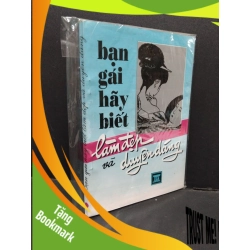 bạn
gái
hãy
biết
làm đẹp
và duyên dáng
Tặng
Bookmark
TRUST ME!